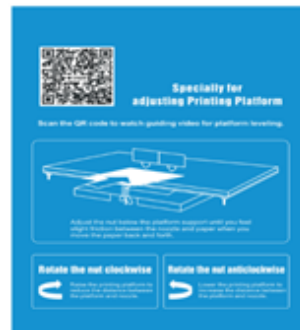 Specially for
adjusting Printing Platform
Scan the QR code to watch guiding video for platform leveling.
Adjust the nut below the platform support until you feel
slight friction between the nozzle and paper when you
move the paper back and forth.
Rotate the nut clockwise
Raise the printing platform to
reduce the distance between
the platform and nozzle.
Rotate the nut anticlockwise
Lower the printing platform to
increase the distance between
the platform and nozzle.